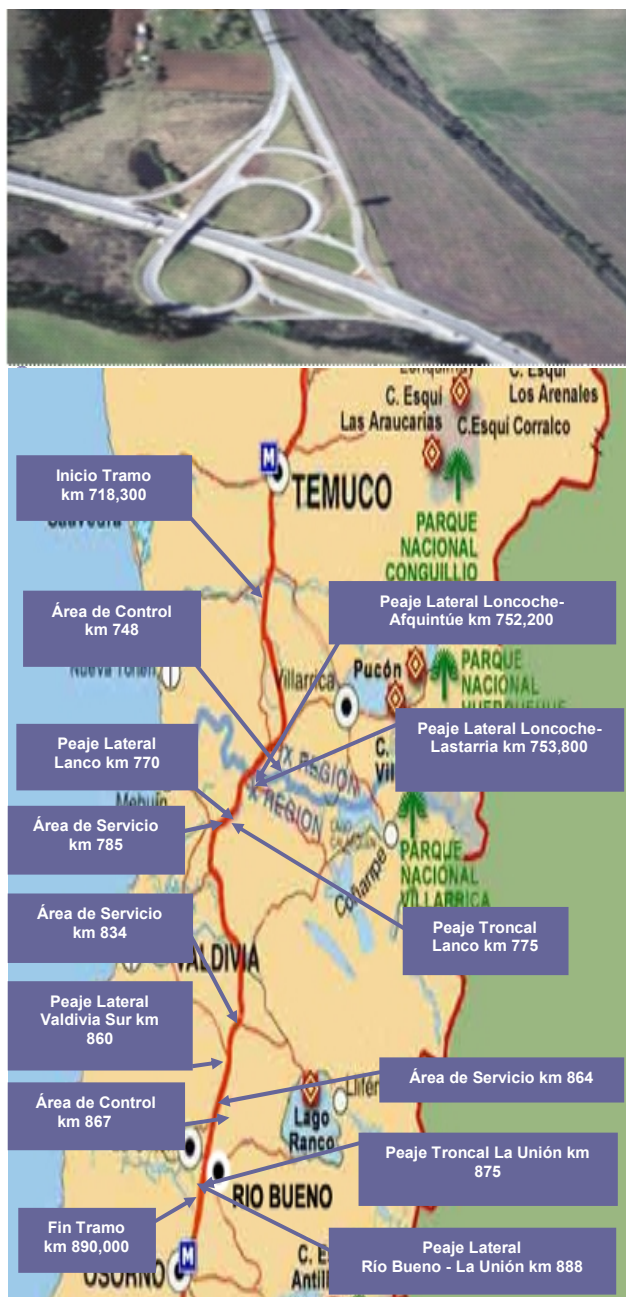 C. Esquí
Los Arenales
C. Esquí
Las Araucarias
C.Esquí Corralco
M
TEMUCO
Inicio Tramo
km 718,300
PARQUE
NACIONAL
CONGUILLIO
Área de Control
km 748
Peaje Lateral Loncoche-
Afquintúe km 752,200
Villarrica
Pucón
PARQUE
NACIONAL
Peaje Lateral
Lanco km 770
Peaje Lateral Loncoche-
Lastarria km 753,800
IX REGION
X REGION
C.
Vil
Área de Servicio
km 785
Coñaripe
PARQUE
NACIONAL
VILLARRICA
Área de Servicio
km 834
Peaje Troncal
Lanco km 775
VALDIVIA
Peaje Lateral
Valdivia Sur km
860
Área de Servicio km 864
Área de Control
km 867
Lago
Ranco
Peaje Troncal La Unión km
875
RIO BUENO
Fin Tramo
km 890,000
Peaje Lateral
Río Bueno - La Unión km 888
M
OSORNO
C. E
Antill